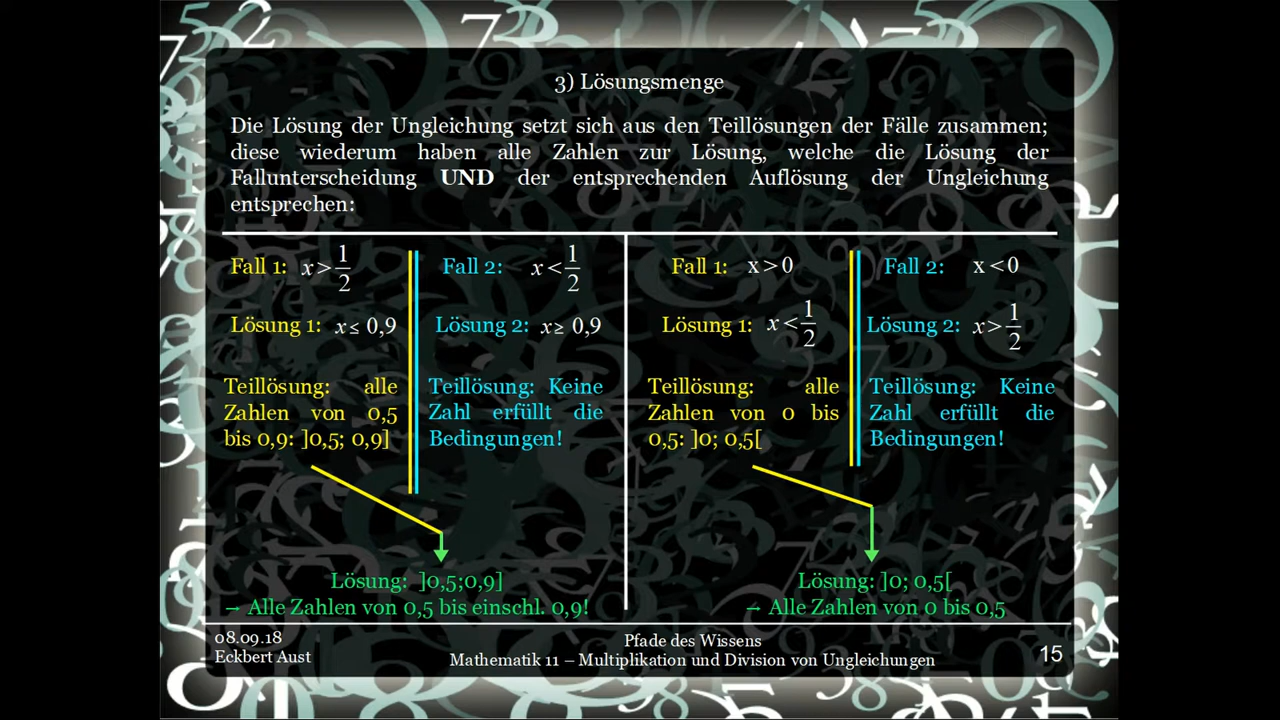 3) Lösungsmenge
Die Lösung der Ungleichung setzt sich aus den Teillösungen der Fälle zusammen;
diese wiederum haben alle Zahlen zur Lösung, welche die Lösung der
Fallunterscheidung UND der entsprechenden Auflösung der Ungleichung
entsprechen:
Fall 1: x > 1/2
Lösung 1: x ≤ 0,9
Teillösung: alle
Zahlen von 0,5
bis 0,9: ]0,5; 0,9]
Fall 2: x < 1/2
Lösung 2: x ≥ 0,9
Teillösung: Keine
Zahl erfüllt die
Bedingungen!
Lösung: ]0,5;0,9]
→ Alle Zahlen von 0,5 bis einschl. 0,9!
Fall 1: x > 0
Lösung 1: x < 1/2
Teillösung: alle
Zahlen von 0 bis
0,5: ]0; 0,5[
Fall 2: x < 0
Lösung 2: x > 1/2
Teillösung: Keine
Zahl erfüllt die
Bedingungen!
Lösung: ]0; 0,5[
→ Alle Zahlen von 0 bis 0,5
08.09.18
Eckbert Aust
Pfade des Wissens
Mathematik 11 – Multiplikation und Division von Ungleichungen
15